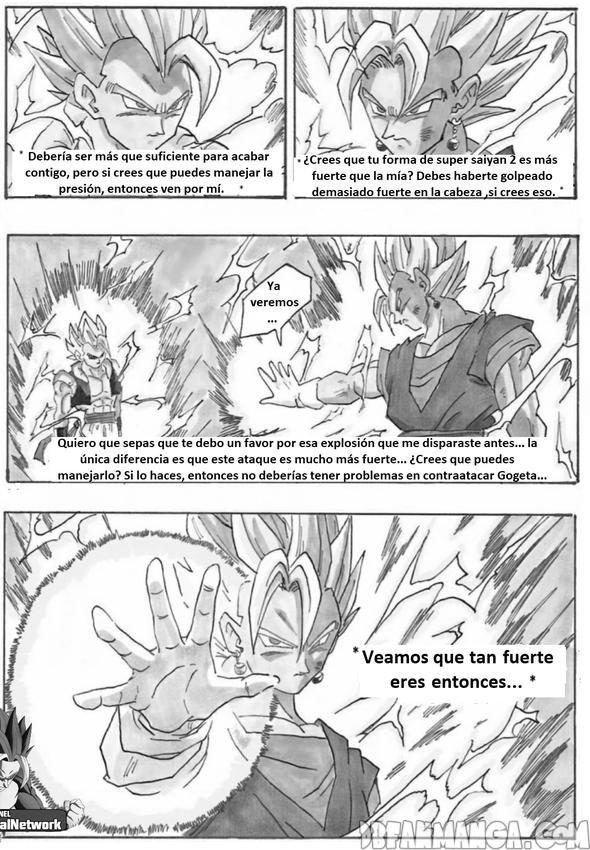 * Debería ser más que suficiente para acabar
contigo, pero si crees que puedes manejar la
presión, entonces ven por mí. *
* ¿Crees que tu forma de super saiyan 2 es más
fuerte que la mía? Debes haberte golpeado
demasiado fuerte en la cabeza ,si crees eso. *
Ya
veremos
...
Quiero que sepas que te debo un favor por esa explosión que me disparaste antes... la
única diferencia es que este ataque es mucho más fuerte... ¿Crees que puedes
manejarlo? Si lo haces, entonces no deberías tener problemas en contraatacar Gogeta...
* Veamos que tan fuerte
eres entonces... *
NEL
alNetwork
DBFANMANGA.COM